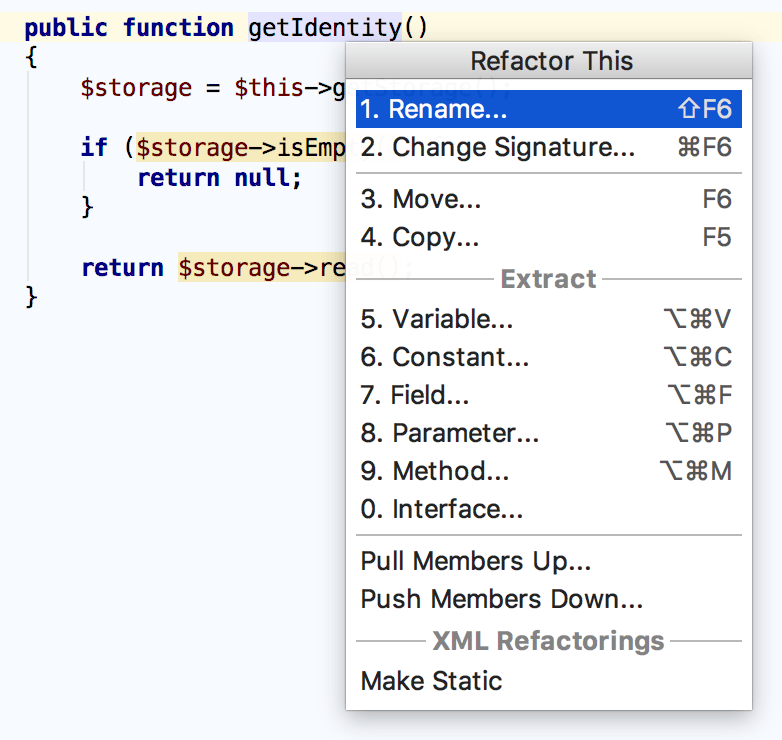 public function getIdentity()
{
$storage = $this->getStorage();
if ($storage->isEmp
return null;
}
return $storage->read();
}
Refactor This
1. Rename... ⇧F6
2. Change Signature... ⌘F6
3. Move... F6
4. Copy... F5
Extract
5. Variable... ⌥⌘V
6. Constant... ⌥⌘C
7. Field... ⌥⌘F
8. Parameter... ⌥⌘P
9. Method... ⌥⌘M
0. Interface...
Pull Members Up...
Push Members Down...
XML Refactorings
Make Static